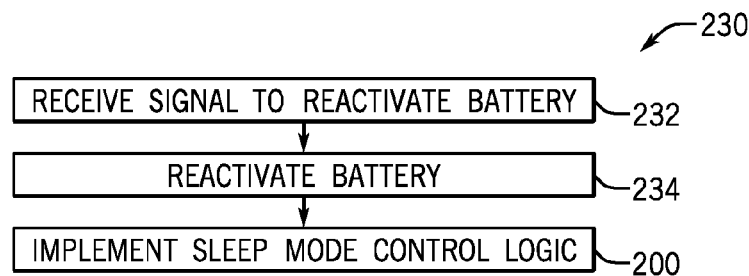 230
RECEIVE SIGNAL TO REACTIVATE BATTERY
232
REACTIVATE BATTERY
234
IMPLEMENT SLEEP MODE CONTROL LOGIC
200